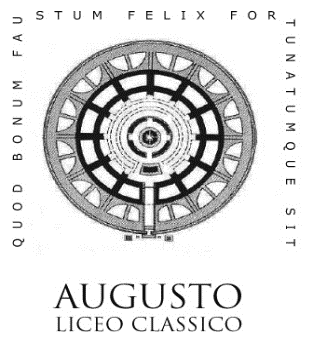 QUOD BONUM FAU
STUM FELIX FOR
TUNATUMQUE SIT
AUGUSTO
LICEO CLASSICO